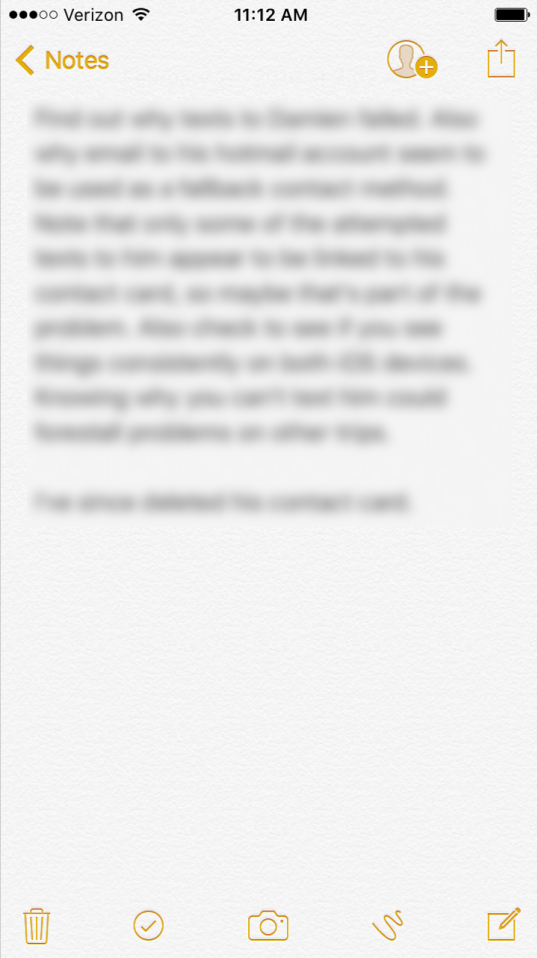 Verizon 11:12 AM
Notes
Find out why texts to Damien failed. Also
why email to his hotmail account seem to
be used as a fallback contact method.
Note that only some of the attempted
texts to him appear to be linked to his
contact card, so maybe that's part of the
problem. Also check to see if you see
things consistently on both iOS devices.
Knowing why you can't text him could
forestall problems on other trips.
I've since deleted his contact card.